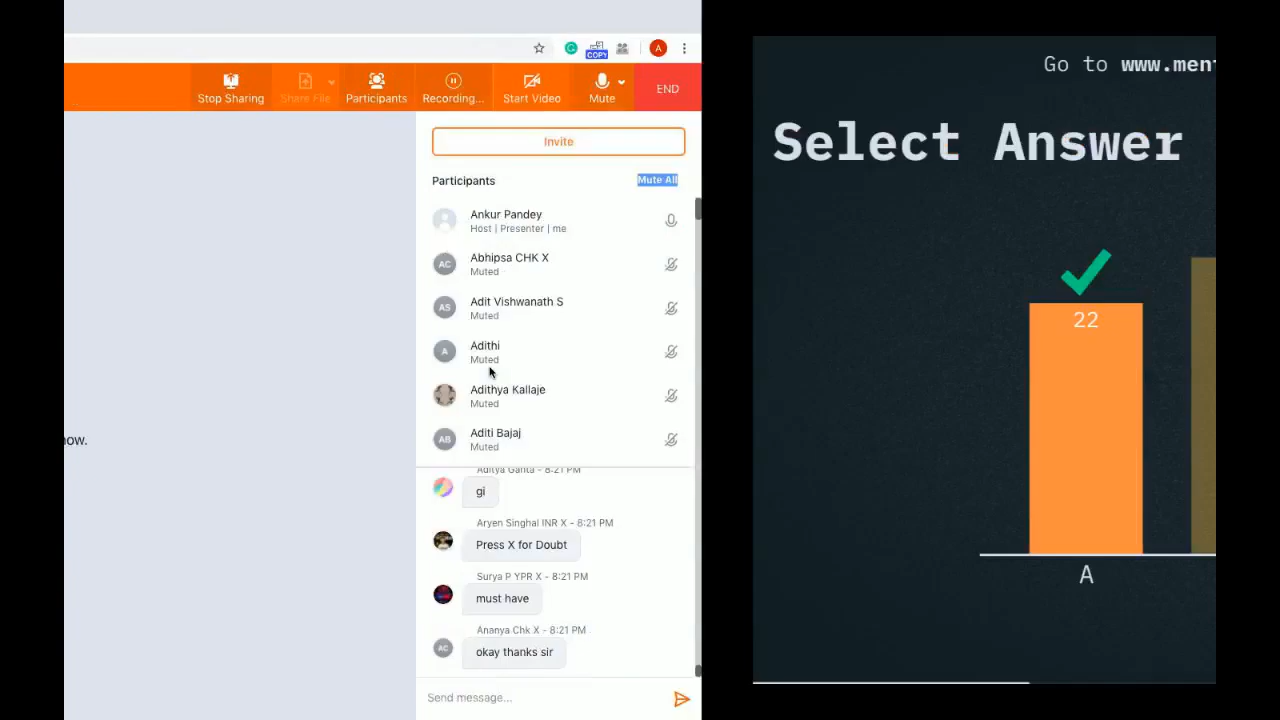 A
COPY
Stop Sharing
Share File
Participants
Recording...
Start Video
Mute
END
Invite
Participants
Mute All
Ankur Pandey
Host | Presenter | me
AC
Abhipsa CHK X
Muted
AS
Adit Vishwanath S
Muted
A
Adithi
Muted
Adithya Kallaje
Muted
AB
Aditi Bajaj
Muted
Aditya Ganta - 8:21 PM
gi
Aryen Singhal INR X - 8:21 PM
Press X for Doubt
Surya P YPR X - 8:21 PM
must have
Ananya Chk X - 8:21 PM
AC
okay thanks sir
Send message...
now.
Go to www.men
Select Answer
22
A